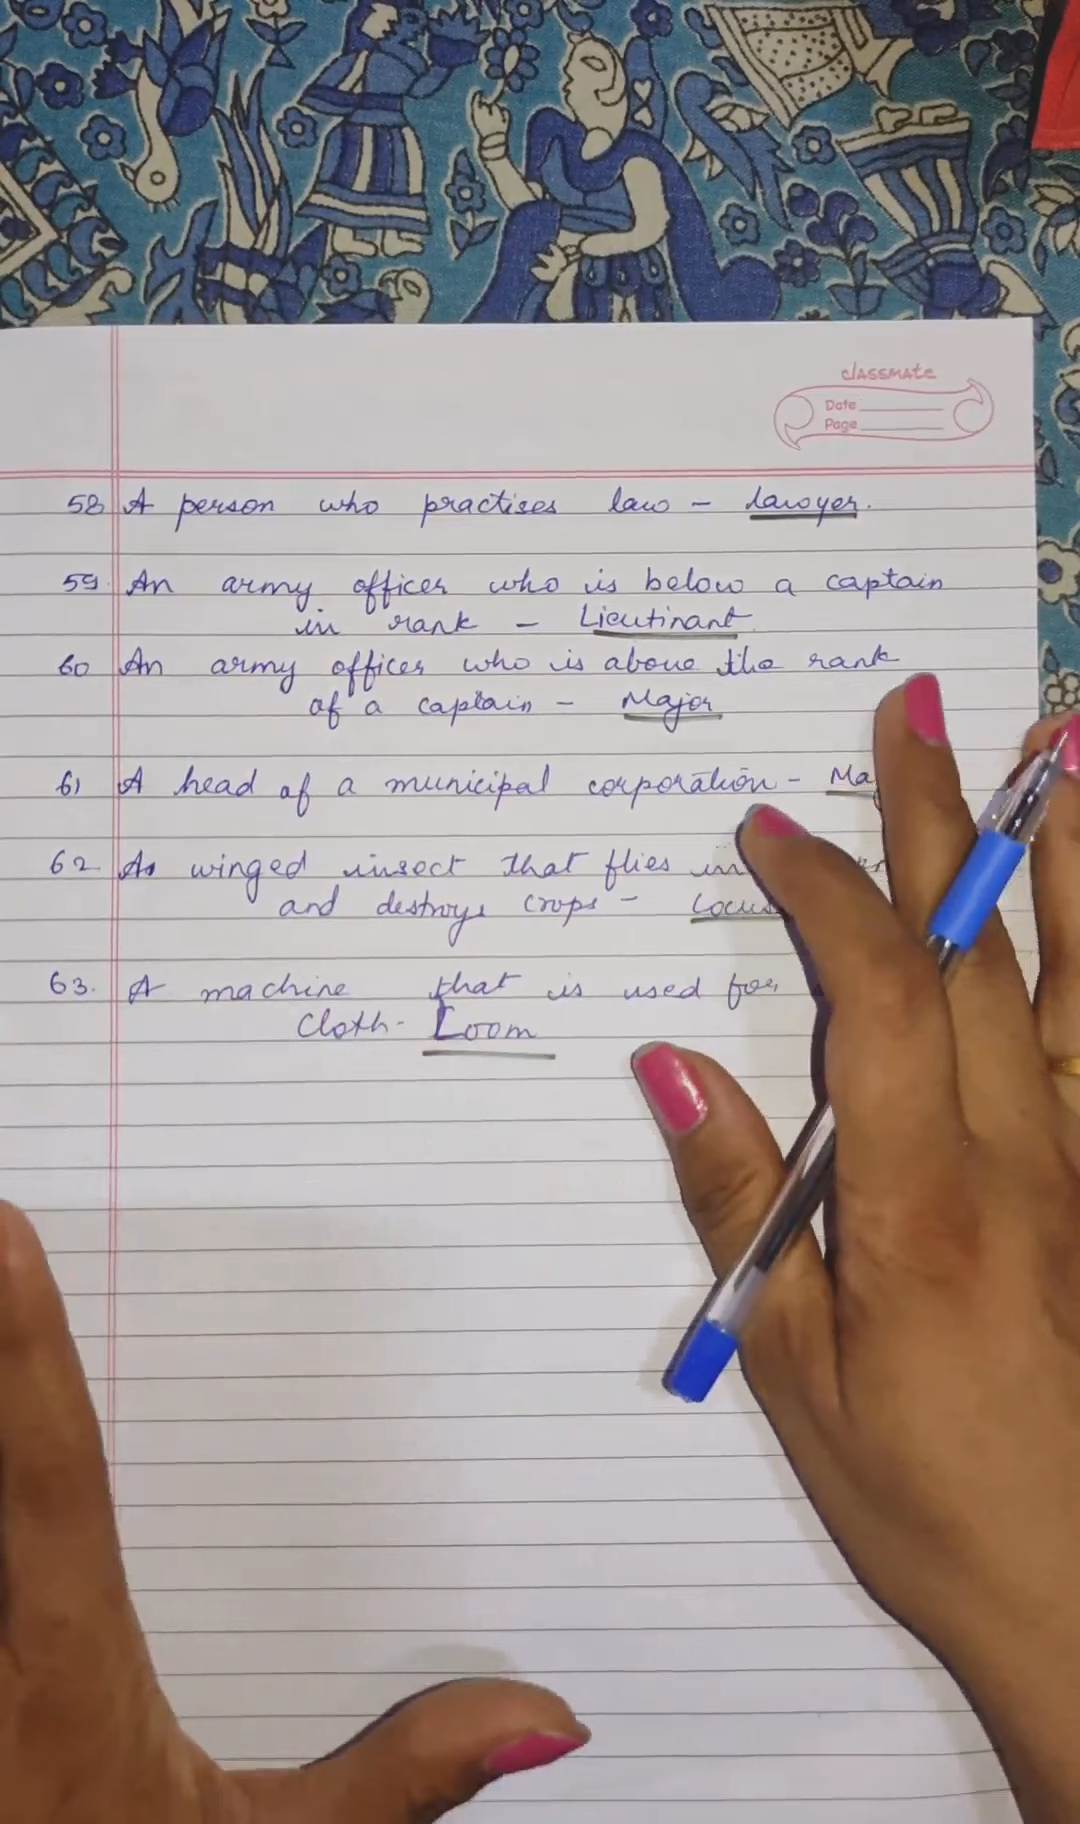 classmate
Date
Page
58 A person who practises law - Lawyer.
59. An army officer who is below a captain
in rank - Lieutinant
60 An army officer who is above the rank
of a captain - Major
61 A head of a municipal corporation -
62. A winged insect that flies in
and destroys crops -
63. A machine that is used for
Cloth - Loom